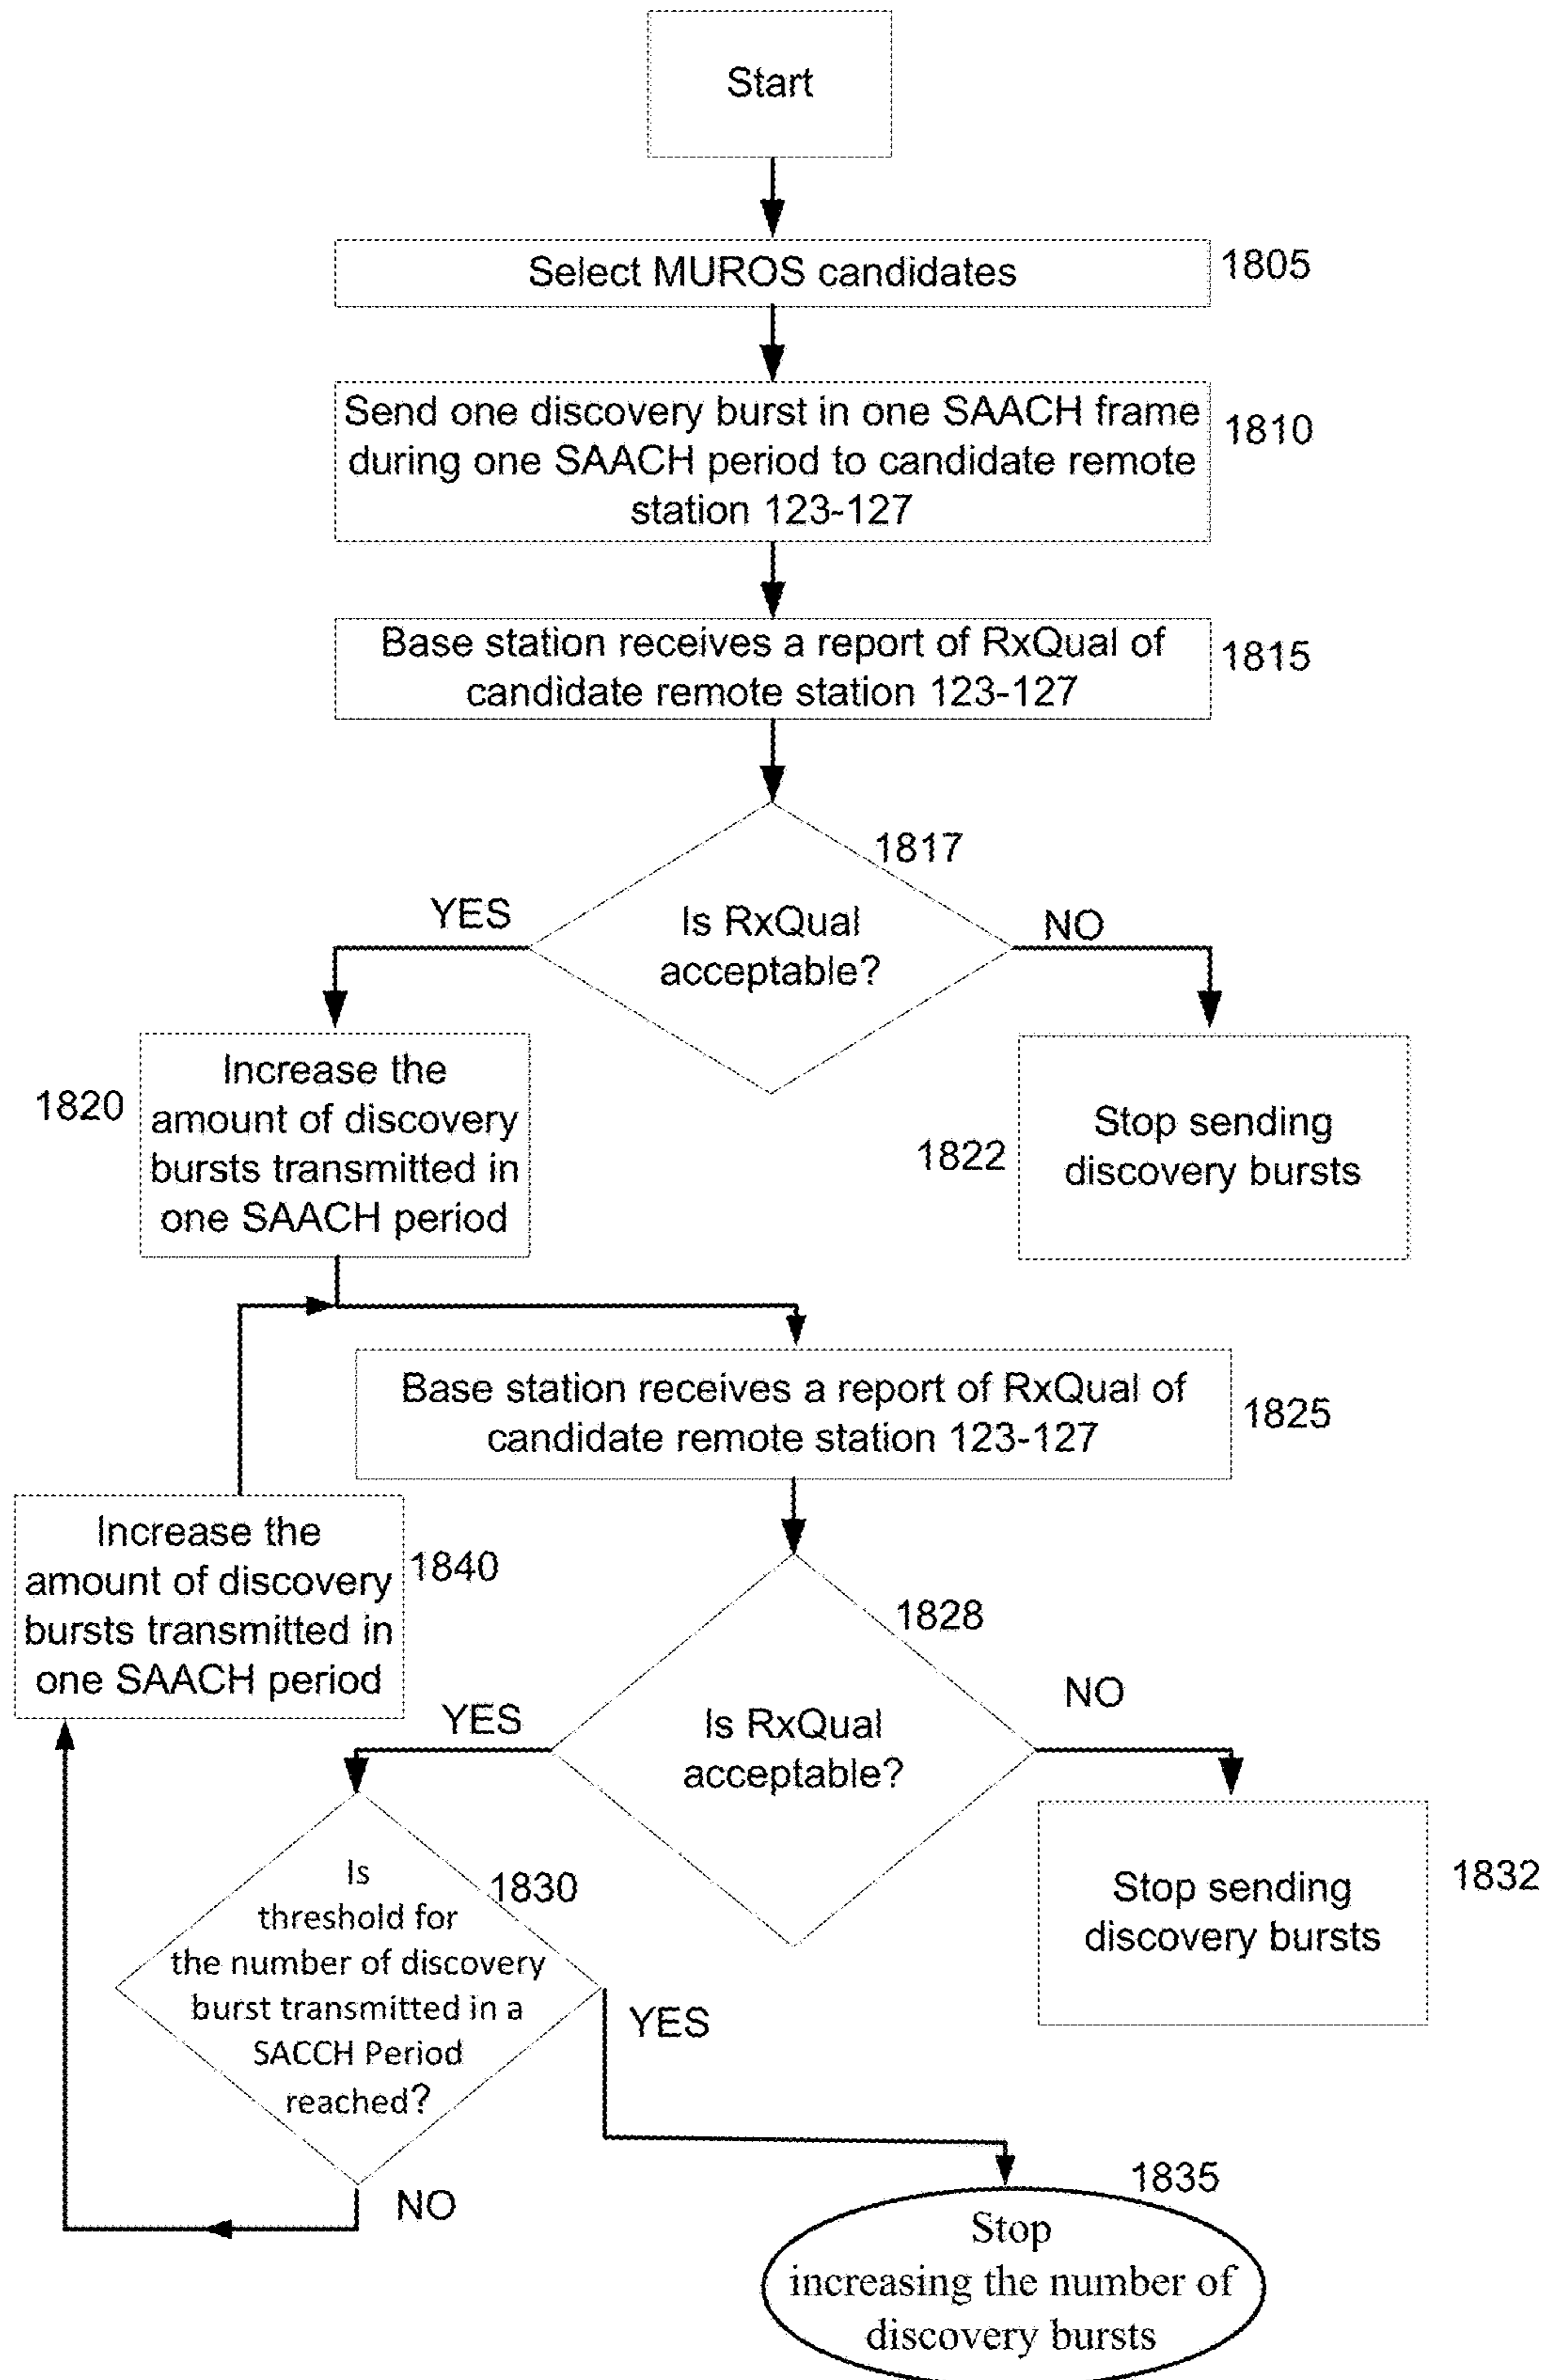 Start
Select MUROS candidates
1805
Send one discovery burst in one SAACH frame
during one SAACH period to candidate remote
station 123-127
1810
Base station receives a report of RxQual of
candidate remote station 123-127
1815
1817
Is RxQual
acceptable?
YES
NO
Increase the
amount of discovery
bursts transmitted in
one SAACH period
1820
Stop sending
discovery bursts
1822
Base station receives a report of RxQual of
candidate remote station 123-127
1825
Increase the
amount of discovery
bursts transmitted in
one SAACH period
1840
1828
Is RxQual
acceptable?
YES
NO
Is
threshold for
the number of discovery
burst transmitted in a
SACCH Period
reached?
1830
Stop sending
discovery bursts
1832
YES
NO
1835
Stop
increasing the number of
discovery bursts